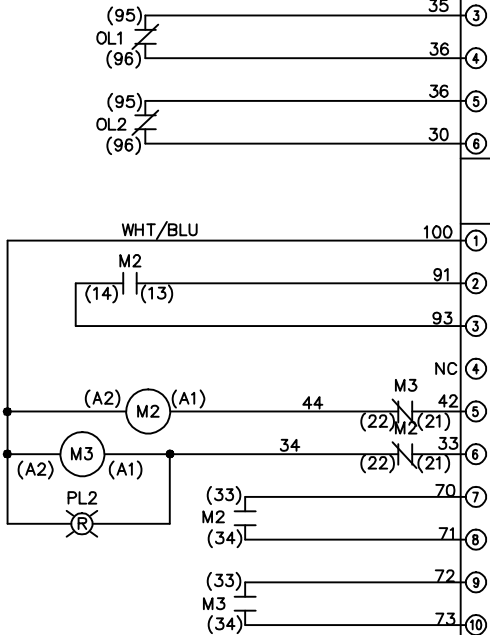 (95) 35 3
OL1
(96) 36 4
(95) 36 5
OL2
(96) 30 6
WHT/BLU 100 1
M2
(14) (13) 91 2
93 3
NC 4
M3
(A2) M2 (A1) 44 42 5
(22) (21)
M2
M3 34 33 6
(A2) (A1) (22) (21)
PL2
R
(33) 70 7
M2
(34) 71 8
(33) 72 9
M3
(34) 73 10